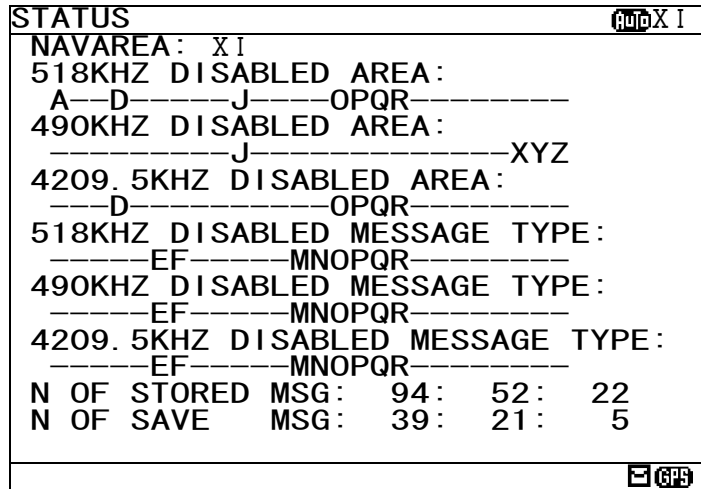 STATUS AUTO XI
NAVAREA: XI
518KHZ DISABLED AREA:
A--D-----J----OPQR--------
490KHZ DISABLED AREA:
---------J-------------XYZ
4209.5KHZ DISABLED AREA:
---D----------OPQR--------
518KHZ DISABLED MESSAGE TYPE:
-----EF-----MNOPQR--------
490KHZ DISABLED MESSAGE TYPE:
-----EF-----MNOPQR--------
4209.5KHZ DISABLED MESSAGE TYPE:
-----EF-----MNOPQR--------
N OF STORED MSG: 94: 52: 22
N OF SAVE MSG: 39: 21: 5
GPS